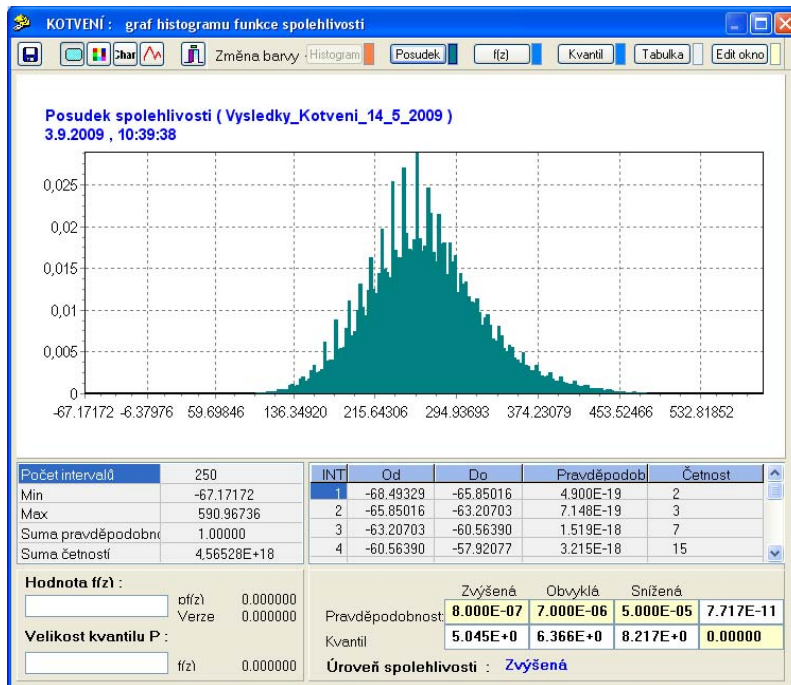 KOTVENÍ : graf histogramu funkce spolehlivosti
Char Změna barvy Histogram Posudek f(z) Kvantil Tabulka Edit okno
Posudek spolehlivosti ( Vysledky_Kotveni_14_5_2009 )
3.9.2009 , 10:39:38
0,025
0,02
0,015
0,01
0,005
0
-67.17172 -6.37976 59.69846 136.34920 215.64306 294.93693 374.23079 453.52466 532.81852
Počet intervalů 250
Min -67.17172
Max 590.96736
Suma pravděpodobno 1.00000
Suma četností 4,56528E+18
INT Od Do Pravděpodob Četnost
1 -68.49329 -65.85016 4.900E-19 2
2 -65.85016 -63.20703 7.148E-19 3
3 -63.20703 -60.56390 1.519E-18 7
4 -60.56390 -57.92077 3.215E-18 15
Hodnota f(z) :
pf(z) 0.000000
Verze 0.000000
Velikost kvantilu P :
f(z) 0.000000
Zvýšená Obvyklá Snížená
Pravděpodobnost: 8.000E-07 7.000E-06 5.000E-05 7.717E-11
Kvantil 5.045E+0 6.366E+0 8.217E+0 0.00000
Úroveň spolehlivosti : Zvýšená